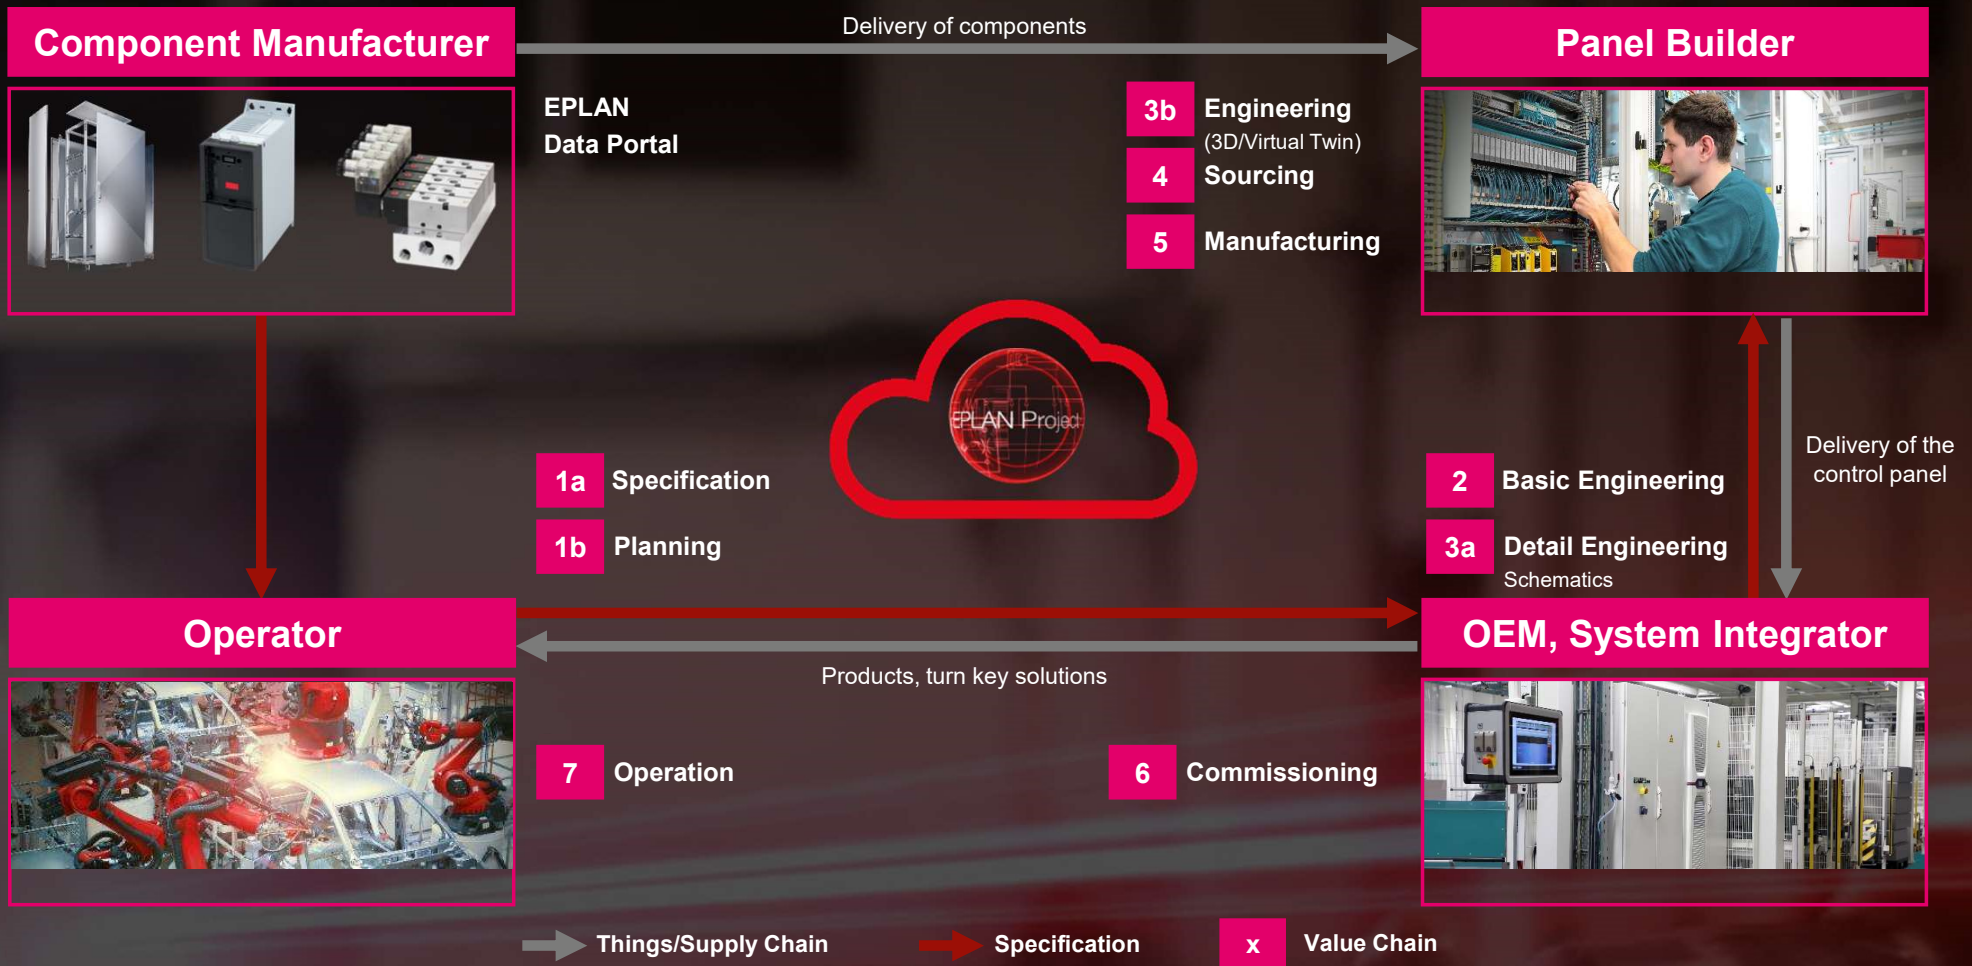 Component Manufacturer
Delivery of components
Panel Builder
EPLAN
Data Portal
3b Engineering
(3D/Virtual Twin)
4 Sourcing
5 Manufacturing
EPLAN Project
1a Specification
1b Planning
2 Basic Engineering
3a Detail Engineering
Schematics
Delivery of the
control panel
Operator
OEM, System Integrator
Products, turn key solutions
7 Operation
6 Commissioning
Things/Supply Chain
Specification
x Value Chain